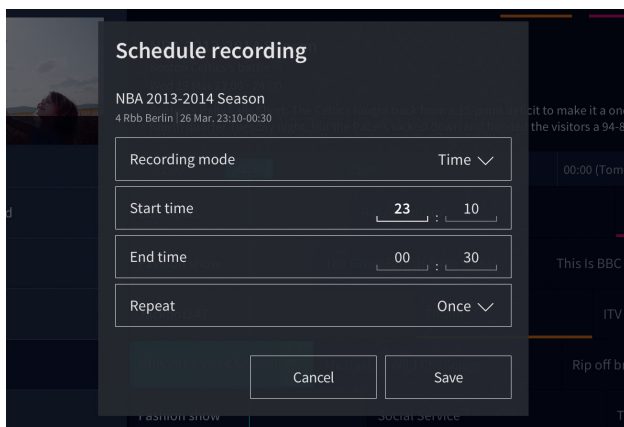 Schedule recording
NBA 2013-2014 Season
4 Rbb Berlin | 26 Mar. 23:10-00:30
cit to make it a one
the visitors a 94-8
Recording mode Time
00:00 (Tom
d
Start time 23 : 10
End time 00 : 30
This Is BBC
Repeat Once
ITV
Rip off br
Cancel Save
Fashion show Social Service T